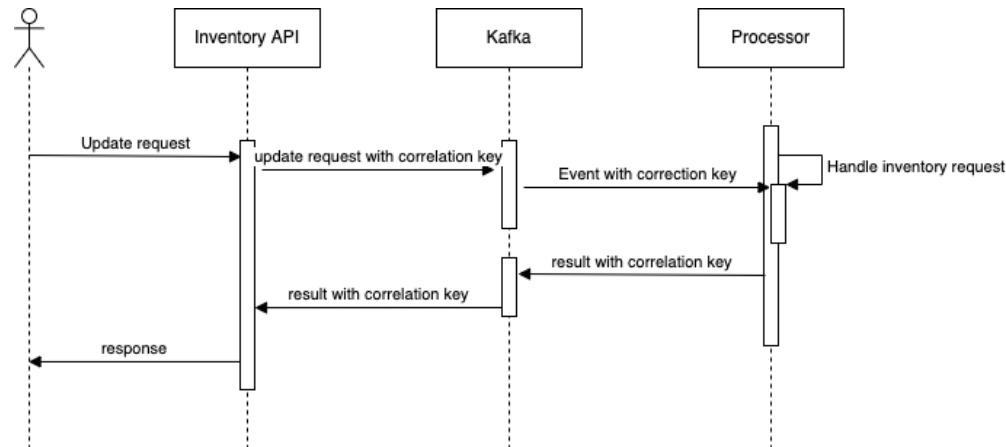 Inventory API
Kafka
Processor
Update request
update request with correlation key
Event with correction key
Handle inventory request
result with correlation key
result with correlation key
response